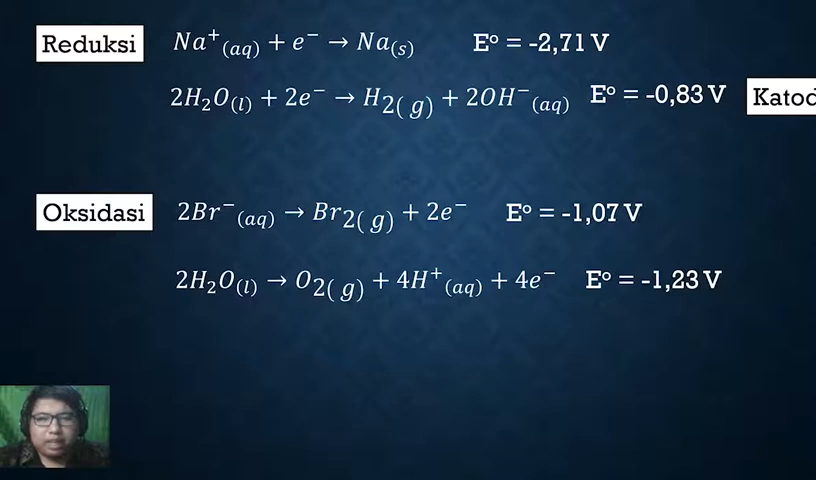 Reduksi Na⁺(aq) + e⁻ → Na(s) E° = -2,71 V
2H₂O(l) + 2e⁻ → H₂( g) + 2OH⁻(aq) E° = -0,83 V Katod
Oksidasi 2Br⁻(aq) → Br₂( g) + 2e⁻ E° = -1,07 V
2H₂O(l) → O₂( g) + 4H⁺(aq) + 4e⁻ E° = -1,23 V